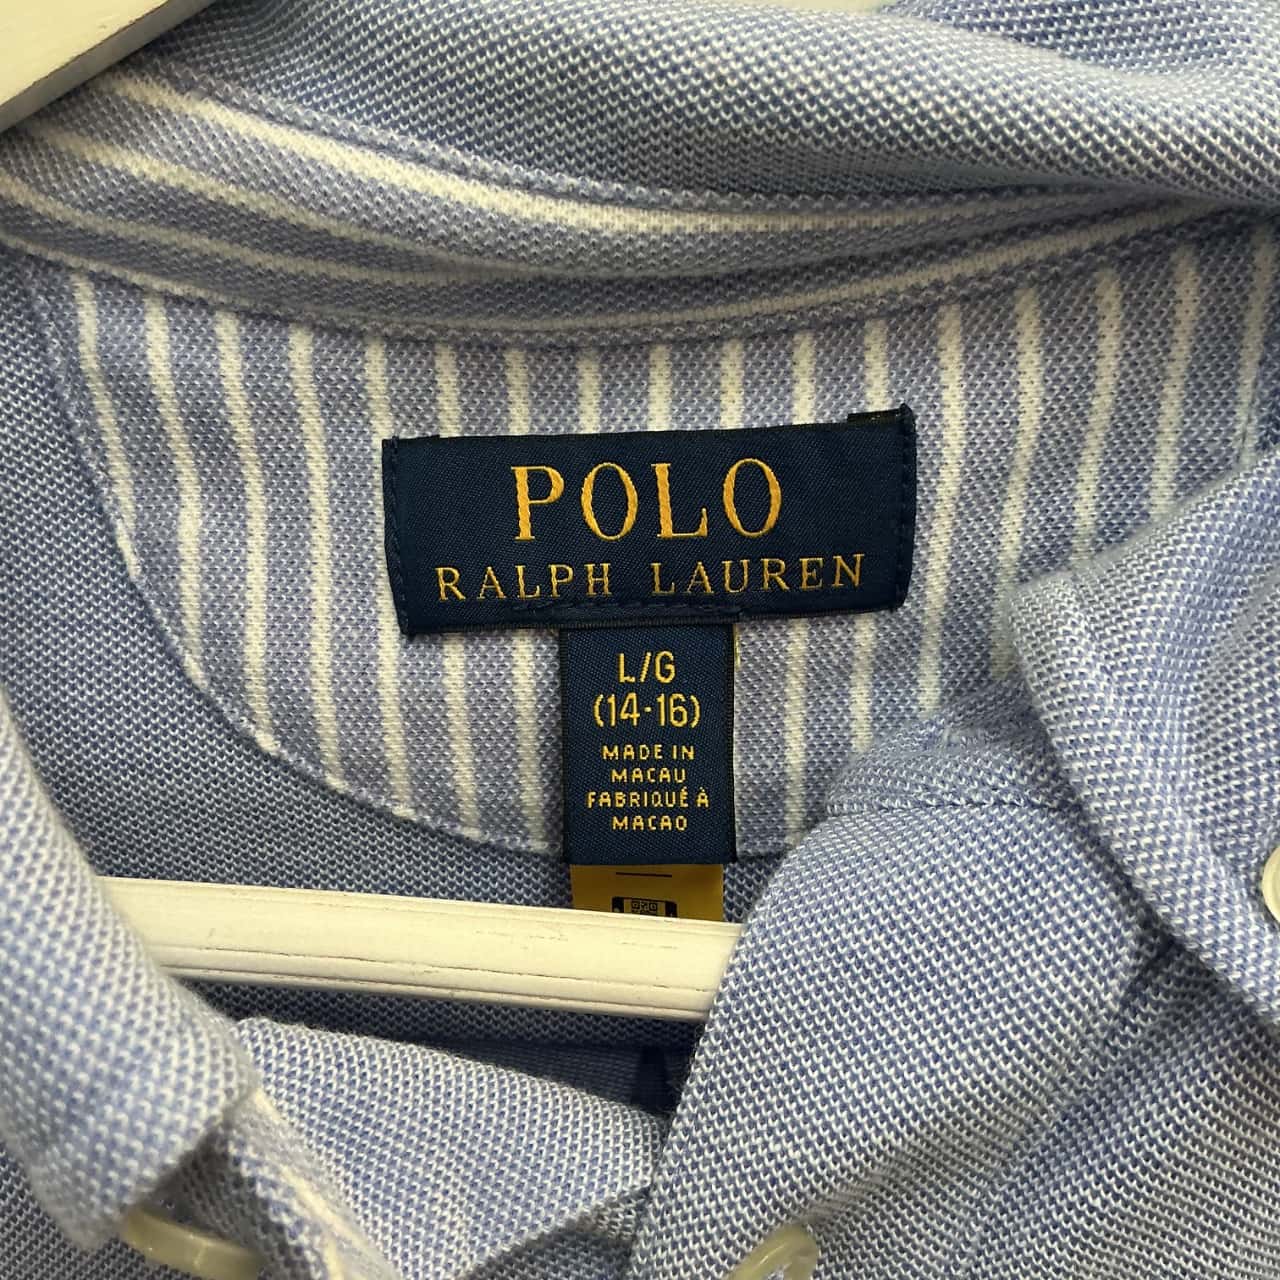 POLO
RALPH LAUREN
L/G
(14-16)
MADE IN
MACAU
FABRIQUÉ À
MACAO